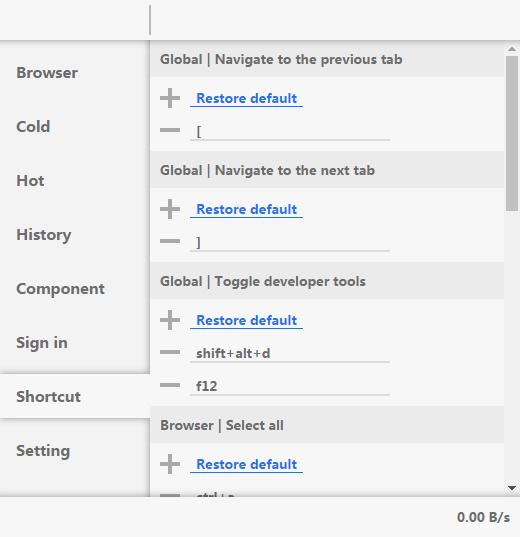 Browser
Cold
Hot
History
Component
Sign in
Shortcut
Setting
Global | Navigate to the previous tab
Restore default
[
Global | Navigate to the next tab
Restore default
]
Global | Toggle developer tools
Restore default
shift+alt+d
f12
Browser | Select all
Restore default
ctrl+a
0.00 B/s